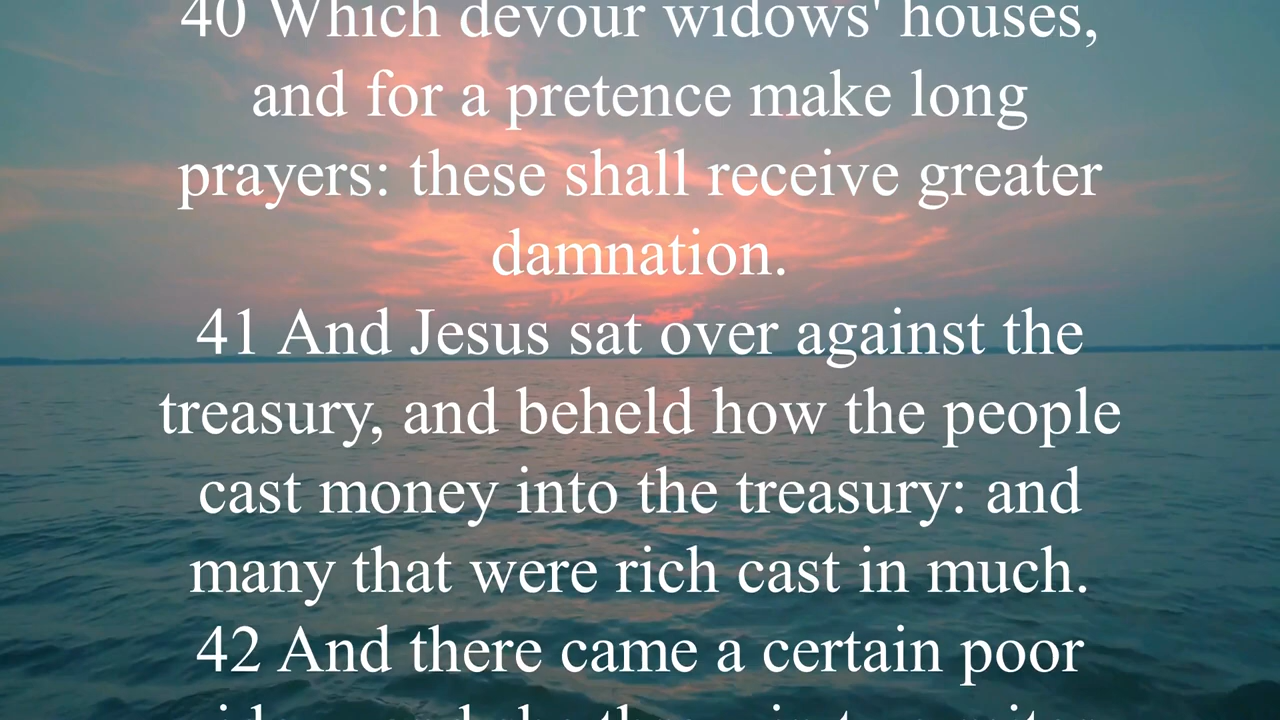 40 Which devour widows' houses,
and for a pretence make long
prayers: these shall receive greater
damnation.
41 And Jesus sat over against the
treasury, and beheld how the people
cast money into the treasury: and
many that were rich cast in much.
42 And there came a certain poor